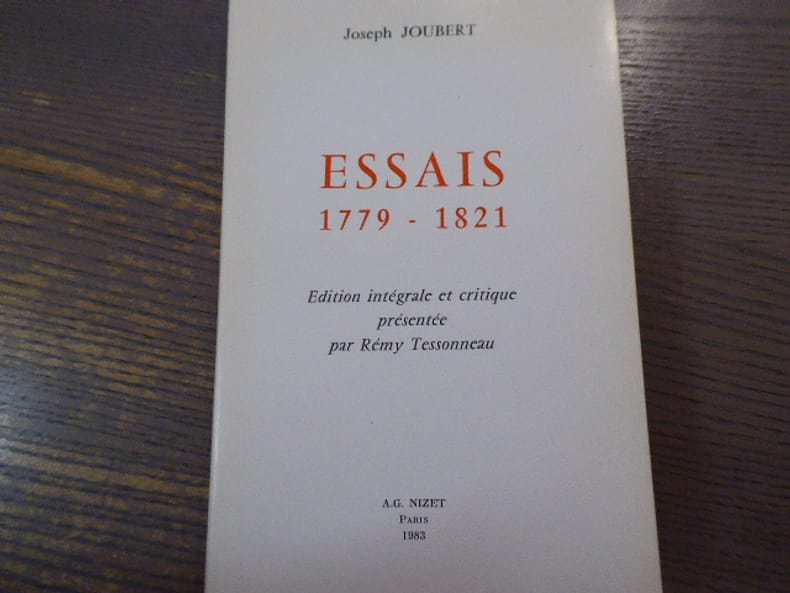 Joseph JOUBERT
ESSAIS
1779 - 1821
Edition intégrale et critique
présentée
par Rémy Tessonneau
A.G. NIZET
PARIS
1983